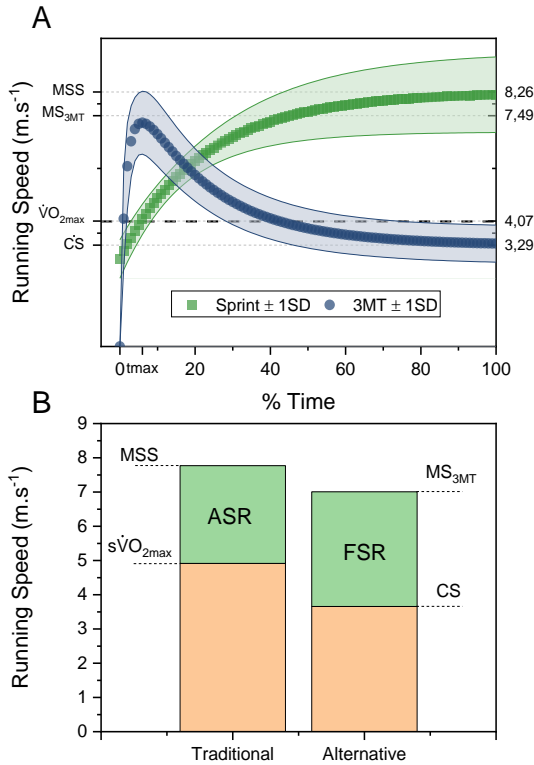 A
Running Speed (m.s-1)
MSS
MS3MT
V̇O2max
ĊS
8,26
7,49
4,07
3,29
Sprint ± 1SD
3MT ± 1SD
0 tmax 20 40 60 80 100
% Time
B
Running Speed (m.s-1)
9
8
7
6
5
4
3
2
1
0
MSS
sV̇O2max
ASR
FSR
MS3MT
CS
Traditional
Alternative